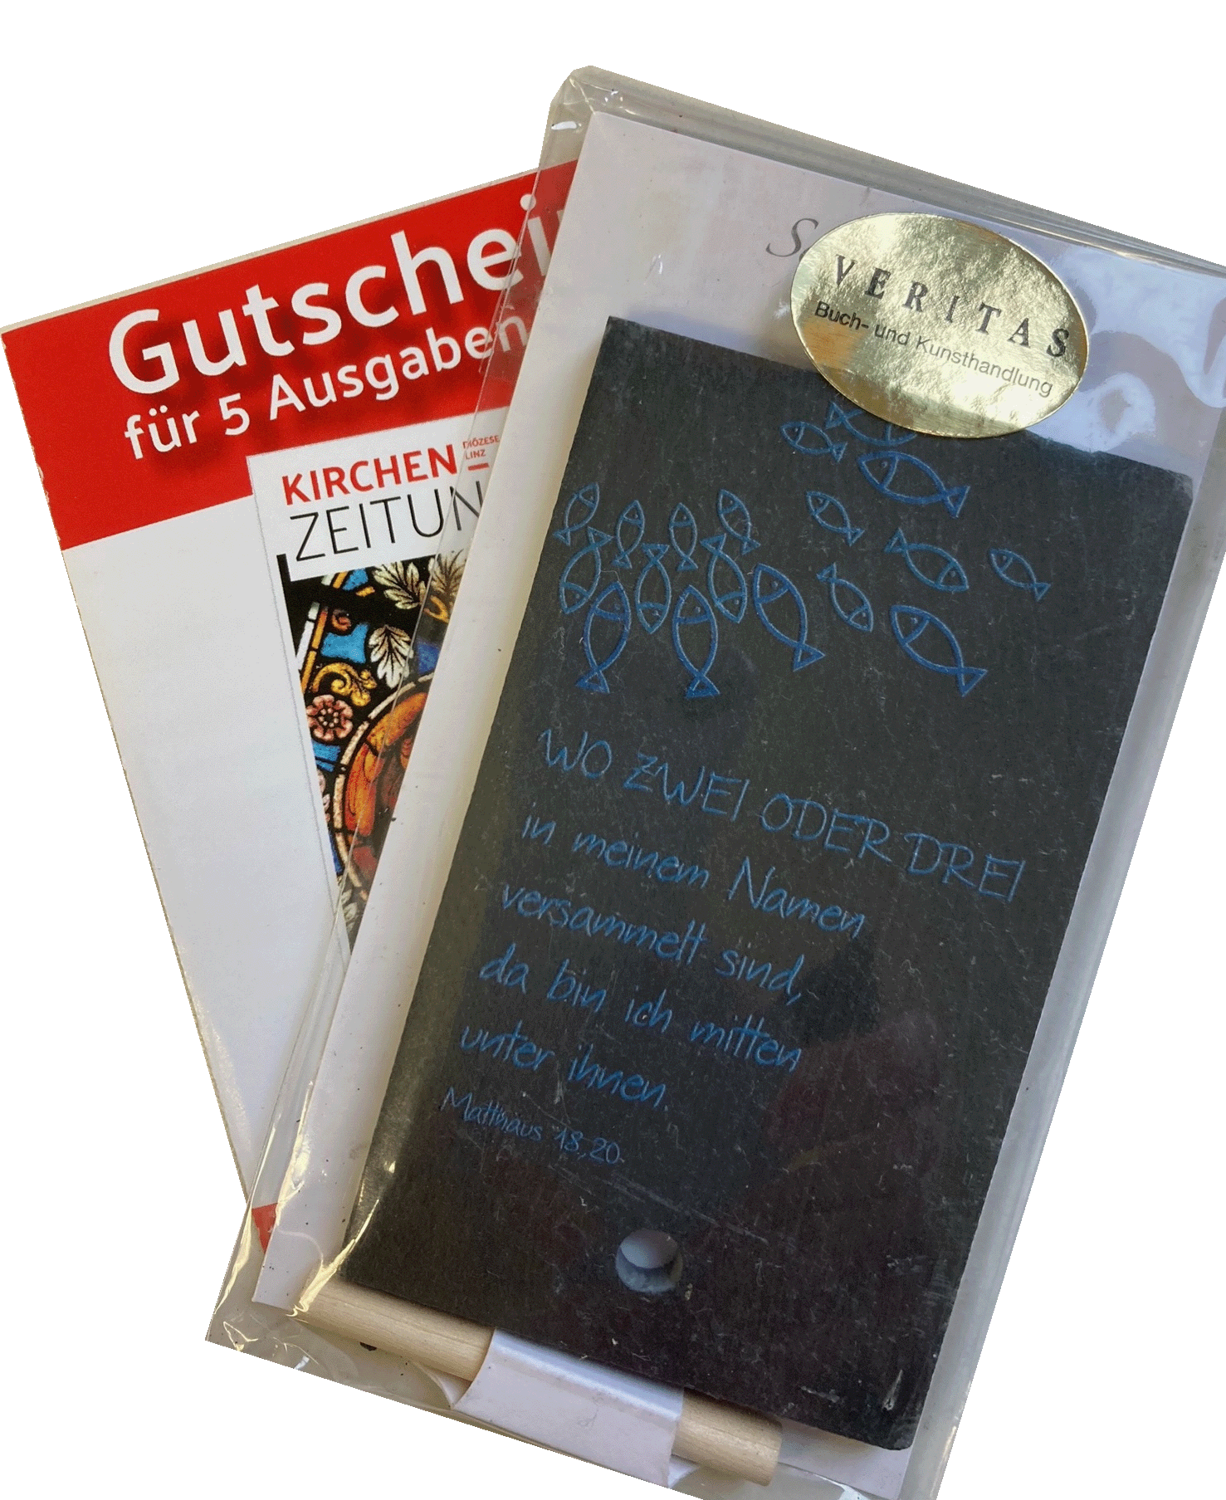 Gutschei
für 5 Ausgaben
KIRCHEN
DIÖZESE
LINZ
ZEITUN
S
VERITAS
Buch- und Kunsthandlung
WO ZWEI ODER DREI
in meinem Namen
versammelt sind,
da bin ich mitten
unter ihnen.
Matthäus 18,20